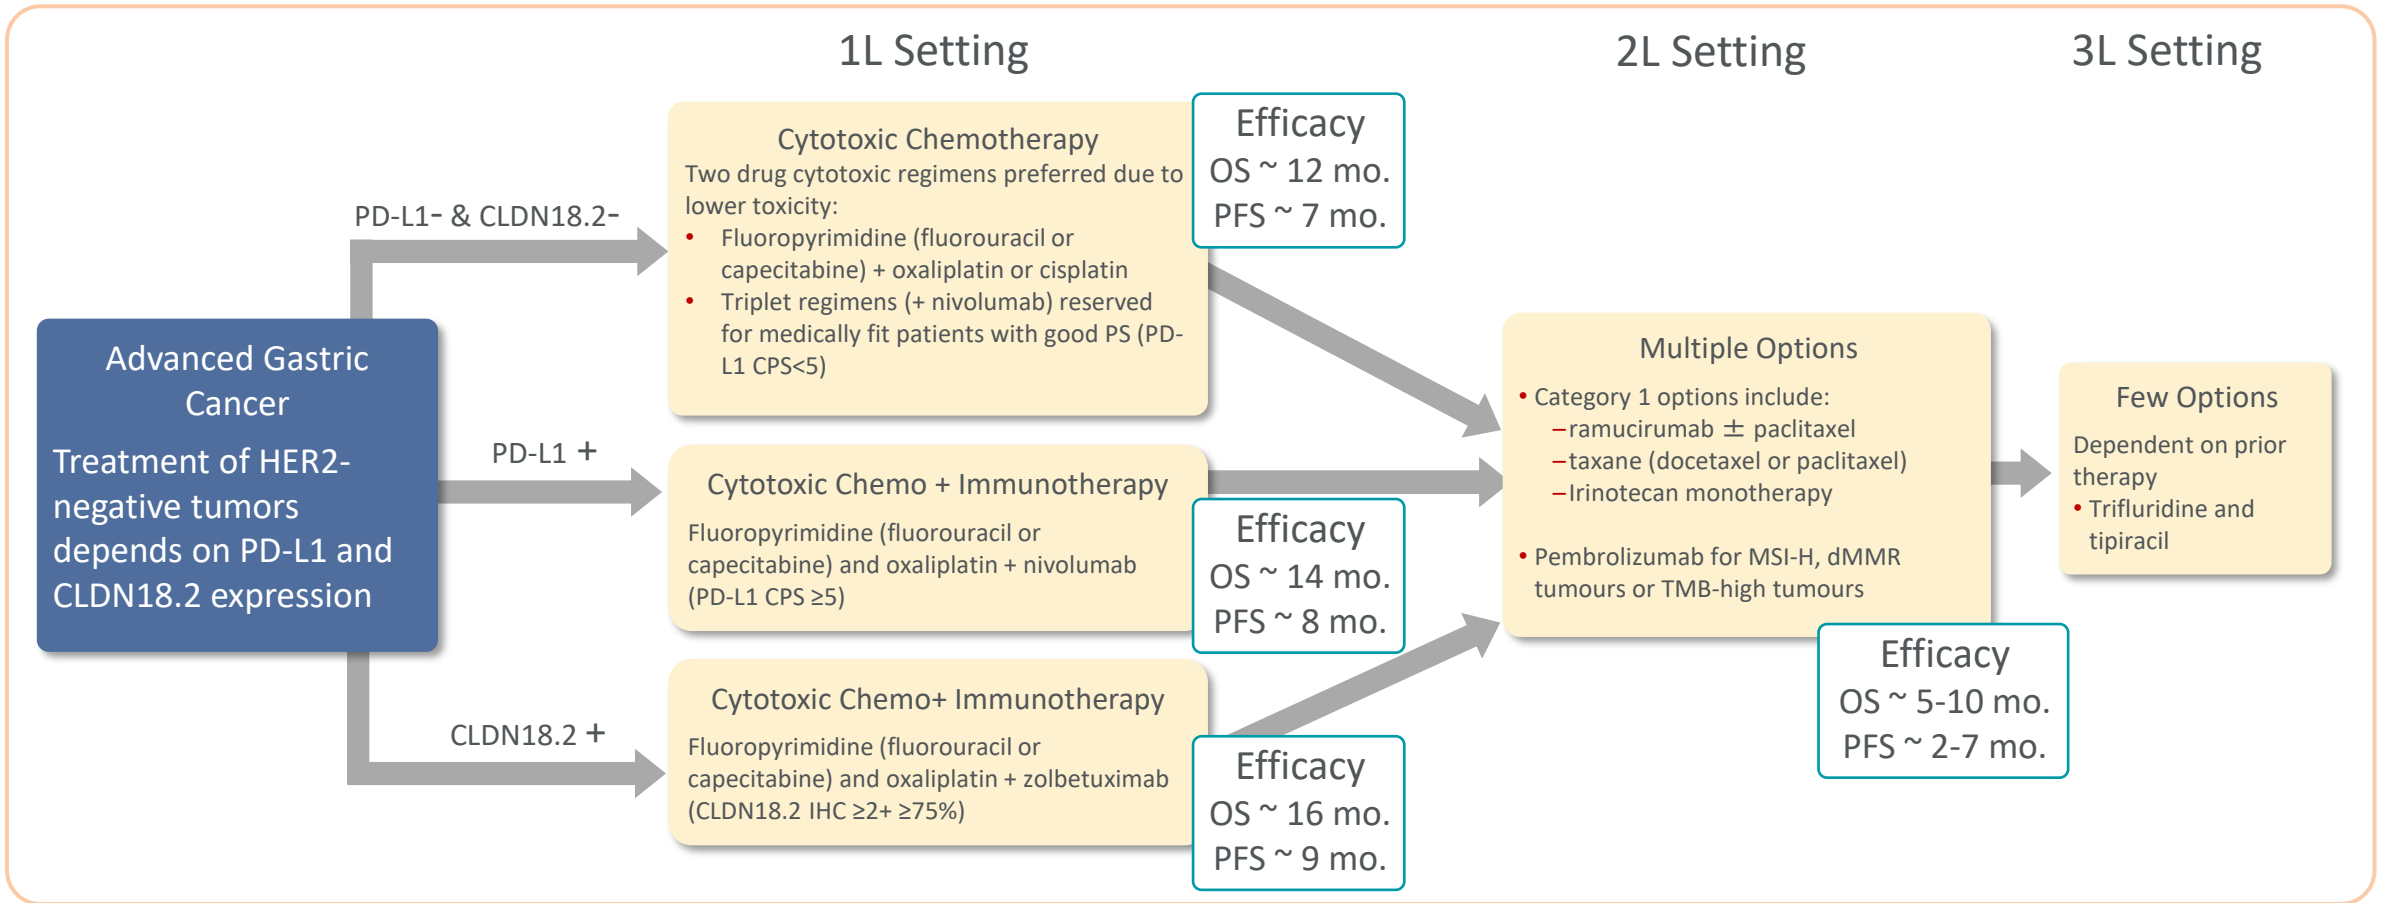 1L Setting
2L Setting
3L Setting
Advanced Gastric
Cancer
Treatment of HER2-
negative tumors
depends on PD-L1 and
CLDN18.2 expression
PD-L1- & CLDN18.2-
PD-L1 +
CLDN18.2 +
Cytotoxic Chemotherapy
Two drug cytotoxic regimens preferred due to
lower toxicity:
• Fluoropyrimidine (fluorouracil or
capecitabine) + oxaliplatin or cisplatin
• Triplet regimens (+ nivolumab) reserved
for medically fit patients with good PS (PD-
L1 CPS<5)
Efficacy
OS ~ 12 mo.
PFS ~ 7 mo.
Cytotoxic Chemo + Immunotherapy
Fluoropyrimidine (fluorouracil or
capecitabine) and oxaliplatin + nivolumab
(PD-L1 CPS ≥5)
Efficacy
OS ~ 14 mo.
PFS ~ 8 mo.
Cytotoxic Chemo+ Immunotherapy
Fluoropyrimidine (fluorouracil or
capecitabine) and oxaliplatin + zolbetuximab
(CLDN18.2 IHC ≥2+ ≥75%)
Efficacy
OS ~ 16 mo.
PFS ~ 9 mo.
Multiple Options
• Category 1 options include:
–ramucirumab ± paclitaxel
–taxane (docetaxel or paclitaxel)
–Irinotecan monotherapy
• Pembrolizumab for MSI-H, dMMR
tumours or TMB-high tumours
Efficacy
OS ~ 5-10 mo.
PFS ~ 2-7 mo.
Few Options
Dependent on prior
therapy
• Trifluridine and
tipiracil